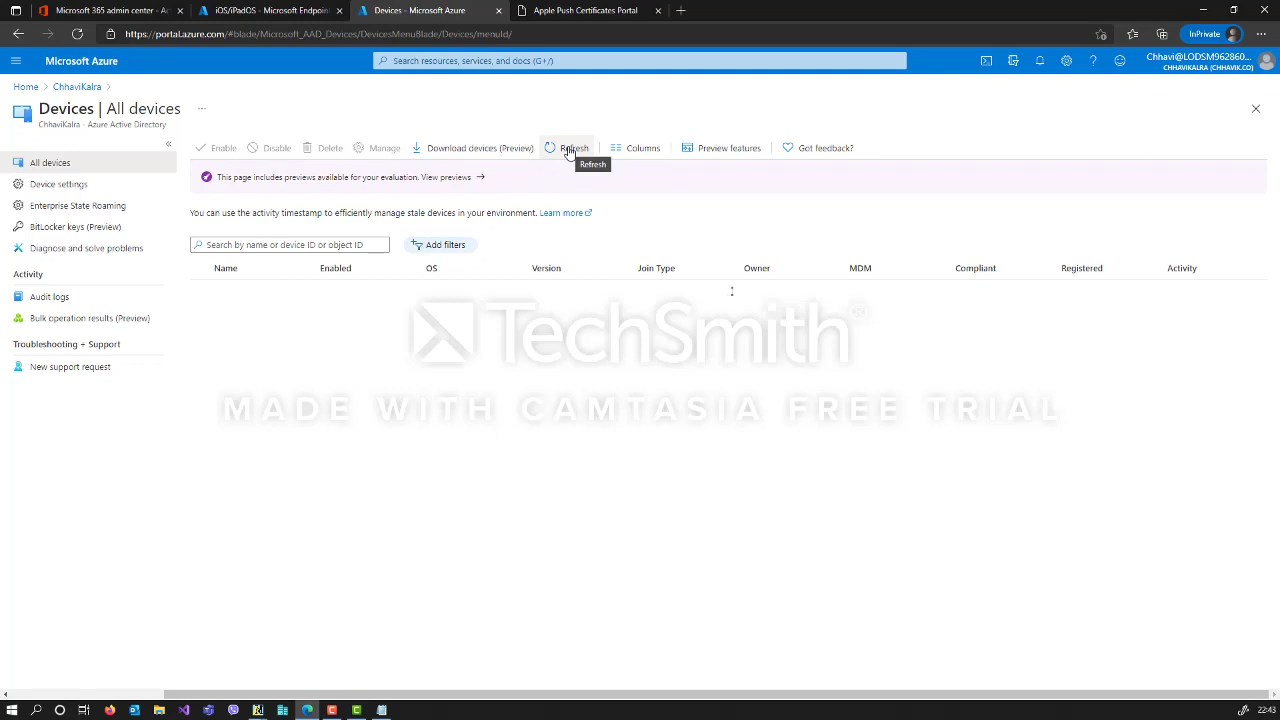 Microsoft 365 admin center - Ac
iOS/iPadOS - Microsoft Endpoin
Devices - Microsoft Azure
Apple Push Certificates Portal
https://portal.azure.com/#blade/Microsoft_AAD_Devices/DevicesMenuBlade/Devices/menuId/
InPrivate
Microsoft Azure
Search resources, services, and docs (G+/)
Chhavi@LODSM962860...
CHHAVIKALRA (CHHAVIK.CO)
Home > ChhaviKalra >
Devices | All devices ...
ChhaviKalra - Azure Active Directory
Enable
Disable
Delete
Manage
Download devices (Preview)
Refresh
Columns
Preview features
Got feedback?
Refresh
All devices
Device settings
Enterprise State Roaming
BitLocker keys (Preview)
Diagnose and solve problems
Activity
Audit logs
Bulk operation results (Preview)
Troubleshooting + Support
New support request
This page includes previews available for your evaluation. View previews →
You can use the activity timestamp to efficiently manage stale devices in your environment. Learn more
Search by name or device ID or object ID
Add filters
Name Enabled OS Version Join Type Owner MDM Compliant Registered Activity
TechSmith®
MADE WITH CAMTASIA FREE TRIAL
22:43